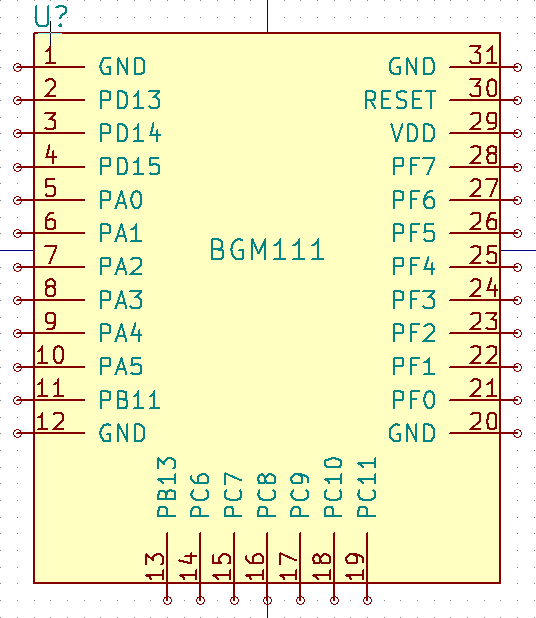 U?
1 GND GND 31
2 PD13 RESET 30
3 PD14 VDD 29
4 PD15 PF7 28
5 PA0 PF6 27
6 PA1 PF5 26
BGM111
7 PA2 PF4 25
8 PA3 PF3 24
9 PA4 PF2 23
10 PA5 PF1 22
11 PB11 PF0 21
12 GND GND 20
PB13 PC6 PC7 PC8 PC9 PC10 PC11
13 14 15 16 17 18 19